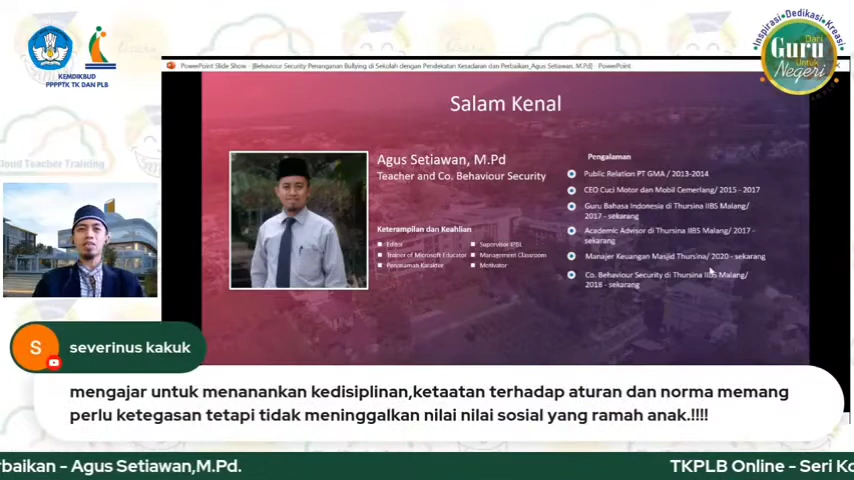 KEMDIKBUD
PPPPTK TK DAN PLB
Inspirasi•Dedikasi•Kreasi
Dari
Guru
Untuk
Negeri
Cloud Teacher Training
PowerPoint Slide Show - [Behaviour Security Penanganan Bullying di Sekolah dengan Pendekatan Kesadaran dan Perbaikan_Agus Setiawan, M.Pd] - PowerPoint
Salam Kenal
Agus Setiawan, M.Pd
Teacher and Co. Behaviour Security
Keterampilan dan Keahlian
Editor
Trainer of Microsoft Educator
Penanaman Karakter
Supervisor IPBL
Management Classroom
Motivator
Pengalaman
Public Relation PT GMA / 2013-2014
CEO Cuci Motor dan Mobil Cemerlang/ 2015 - 2017
Guru Bahasa Indonesia di Thursina IIBS Malang/
2017 - sekarang
Academic Advisor di Thursina IIBS Malang/ 2017 -
sekarang
Manajer Keuangan Masjid Thursina/ 2020 - sekarang
Co. Behaviour Security di Thursina IIBS Malang/
2018 - sekarang
S
severinus kakuk
mengajar untuk menanankan kedisiplinan,ketaatan terhadap aturan dan norma memang
perlu ketegasan tetapi tidak meninggalkan nilai nilai sosial yang ramah anak.!!!!
rbaikan - Agus Setiawan,M.Pd.
TKPLB Online - Seri Ko